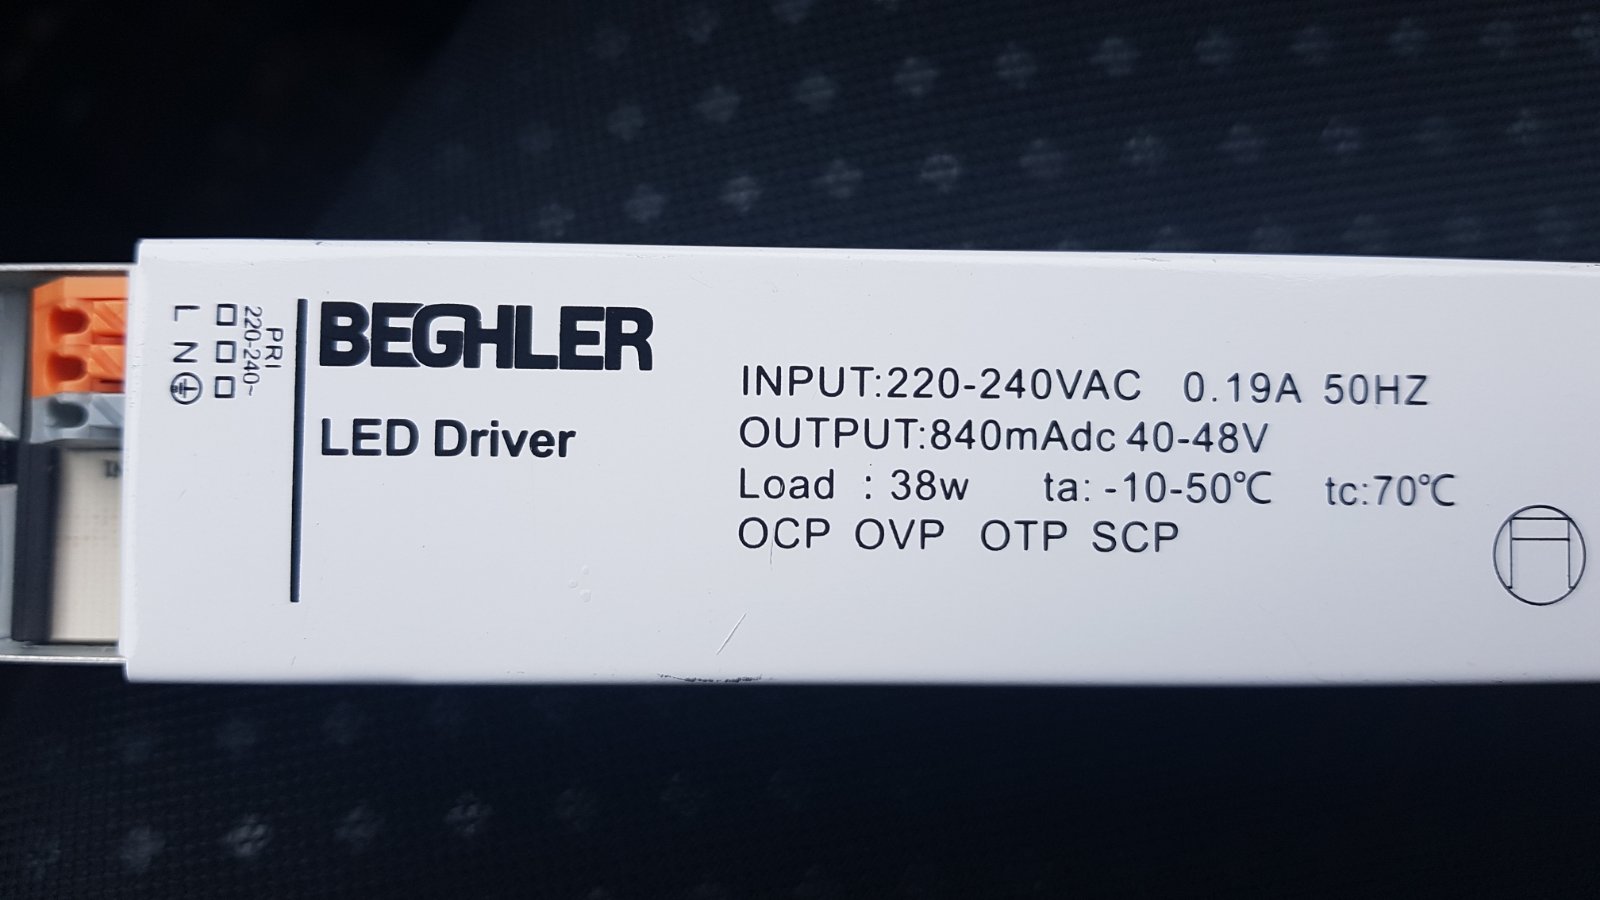 L N
220-240~
PRI
BEGHLER
LED Driver
INPUT:220-240VAC 0.19A 50HZ
OUTPUT:840mAdc 40-48V
Load : 38w ta: -10-50℃ tc:70℃
OCP OVP OTP SCP